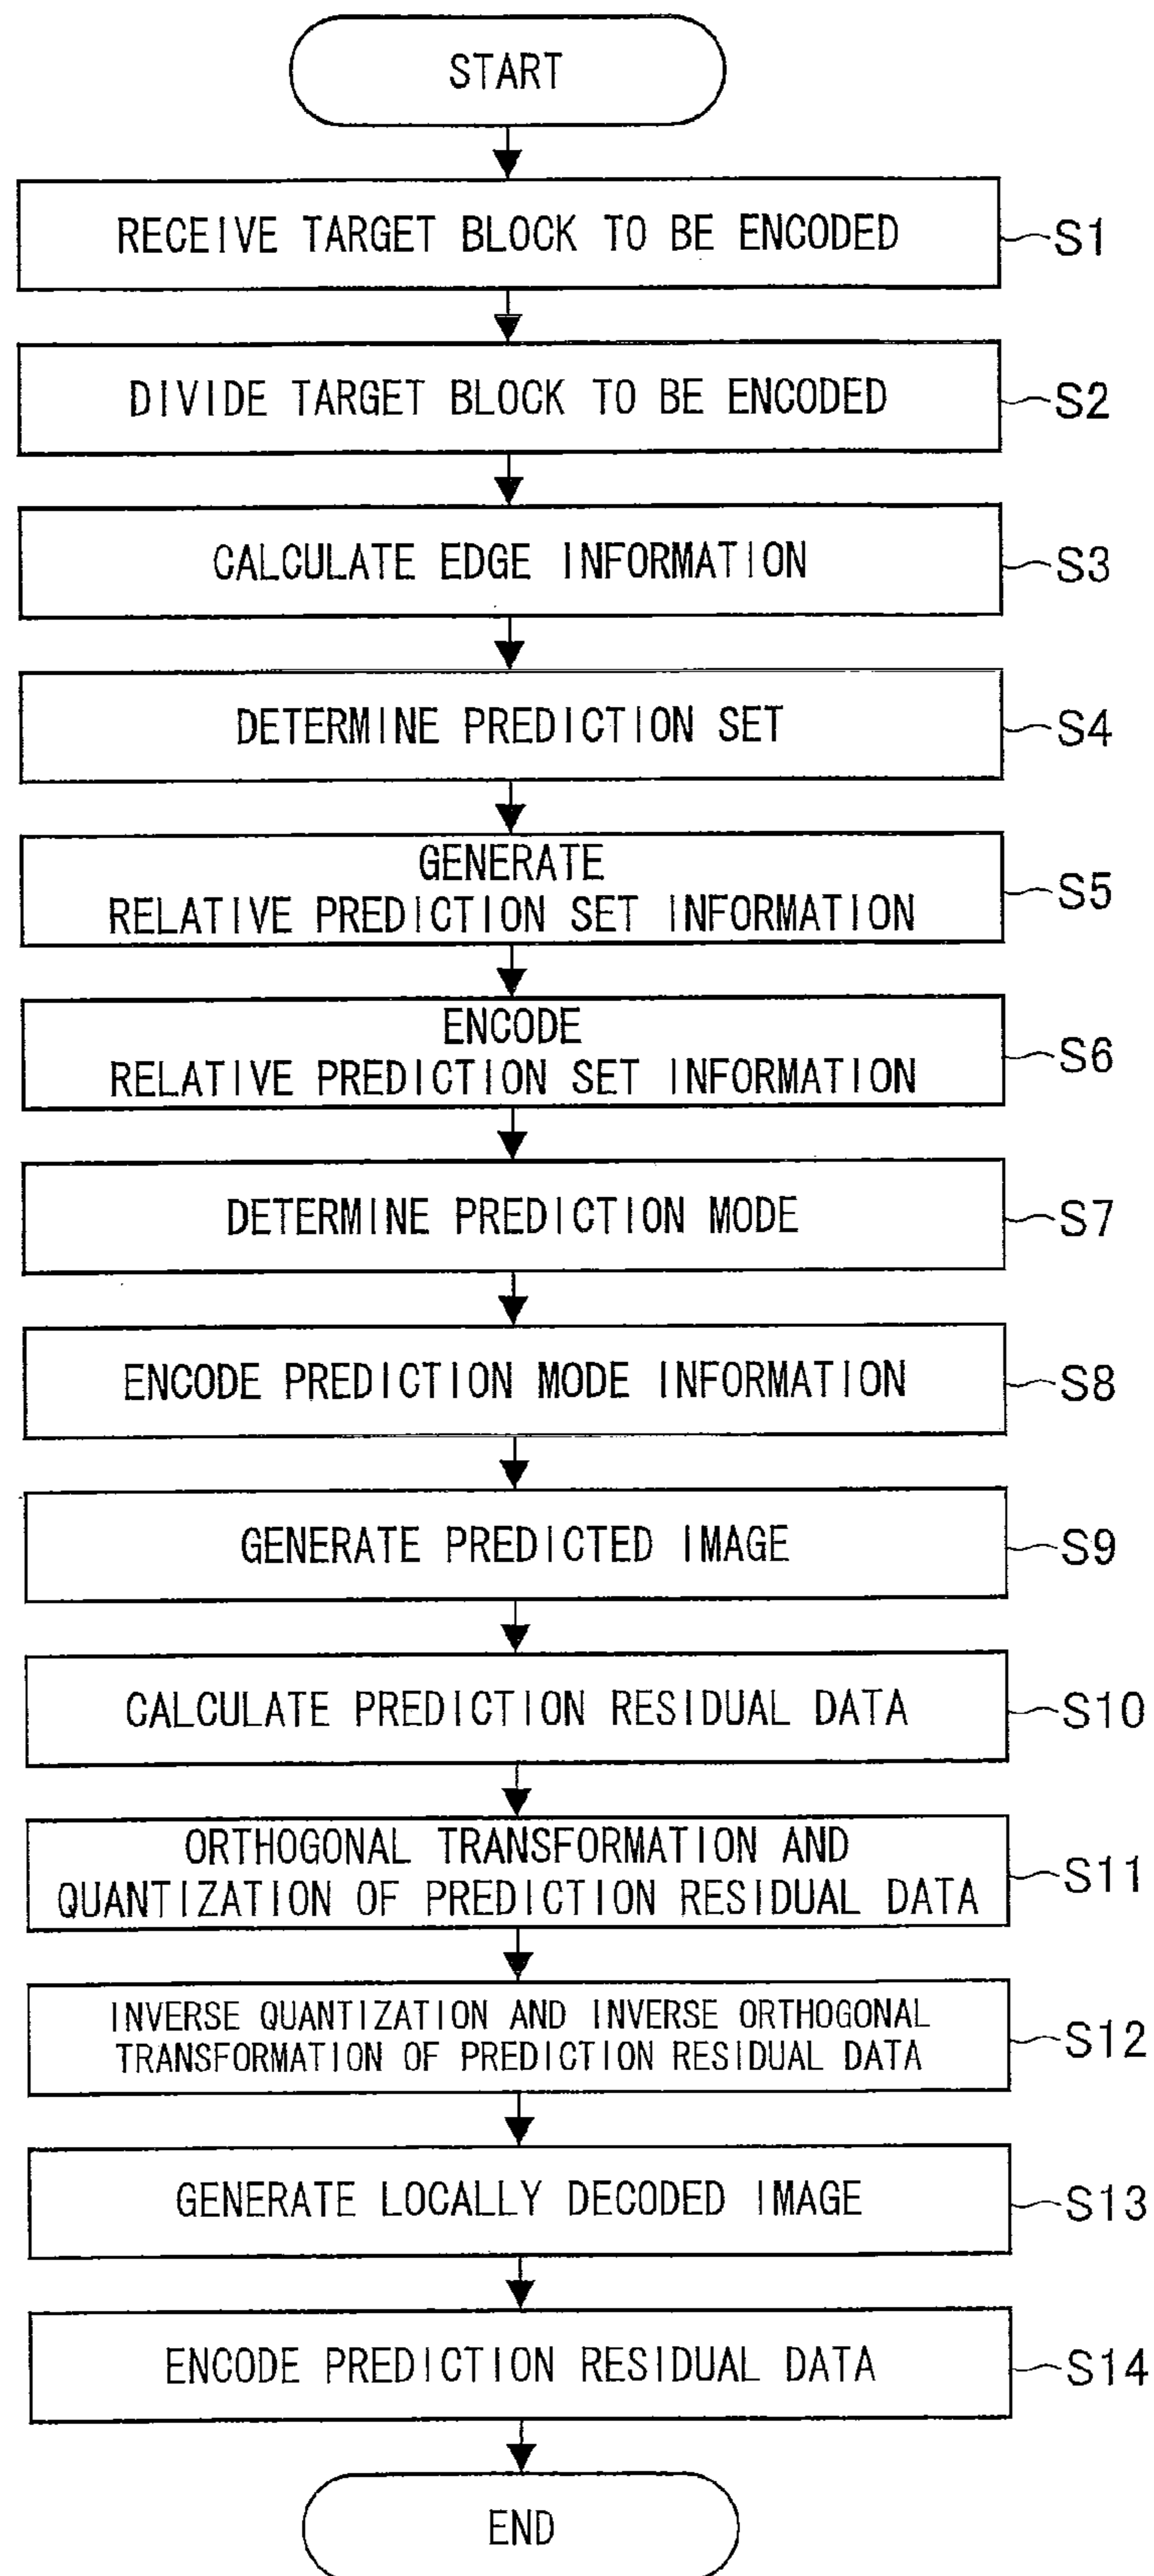 START
RECEIVE TARGET BLOCK TO BE ENCODED
S1
DIVIDE TARGET BLOCK TO BE ENCODED
S2
CALCULATE EDGE INFORMATION
S3
DETERMINE PREDICTION SET
S4
GENERATE
RELATIVE PREDICTION SET INFORMATION
S5
ENCODE
RELATIVE PREDICTION SET INFORMATION
S6
DETERMINE PREDICTION MODE
S7
ENCODE PREDICTION MODE INFORMATION
S8
GENERATE PREDICTED IMAGE
S9
CALCULATE PREDICTION RESIDUAL DATA
S10
ORTHOGONAL TRANSFORMATION AND
QUANTIZATION OF PREDICTION RESIDUAL DATA
S11
INVERSE QUANTIZATION AND INVERSE ORTHOGONAL
TRANSFORMATION OF PREDICTION RESIDUAL DATA
S12
GENERATE LOCALLY DECODED IMAGE
S13
ENCODE PREDICTION RESIDUAL DATA
S14
END